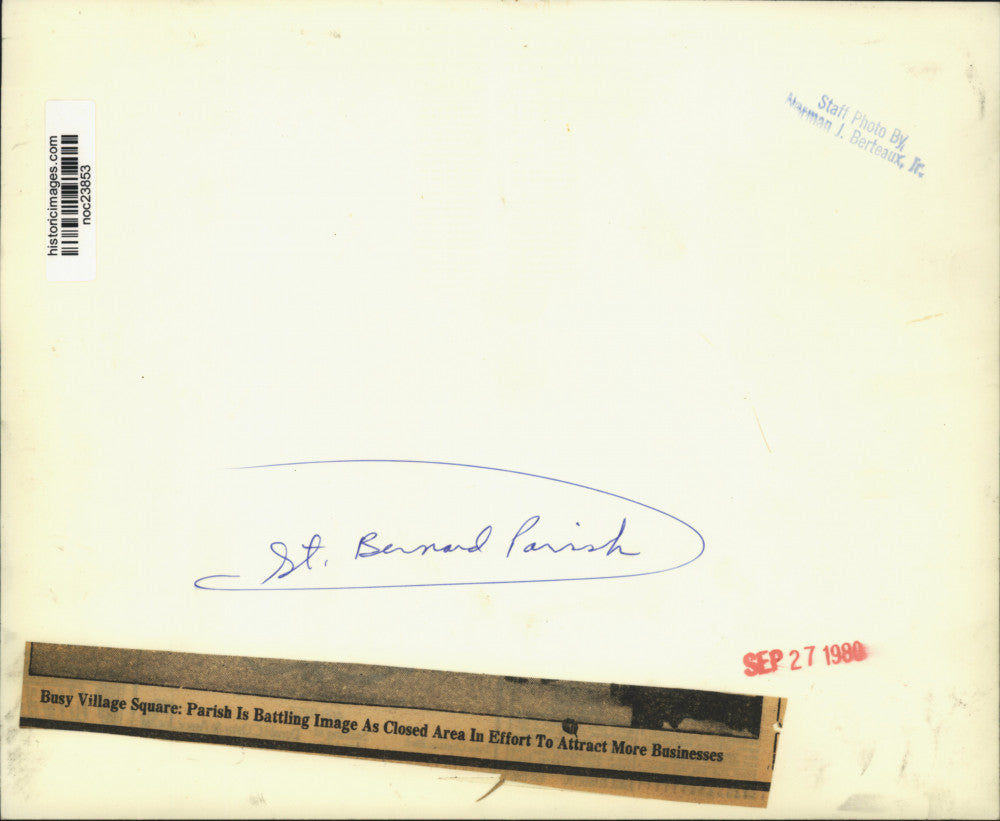 Staff Photo By
Norman J. Berteaux, Jr.
historicimages.com
noc23853
St. Bernard Parish
SEP 27 1980
Busy Village Square: Parish Is Battling Image As Closed Area In Effort To Attract More Businesses